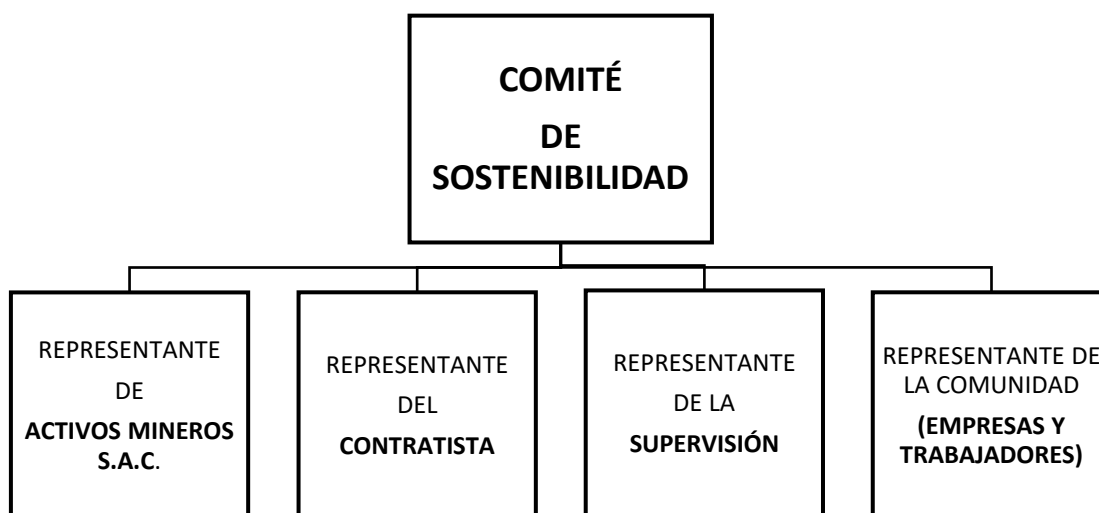 COMITÉ
DE
SOSTENIBILIDAD
REPRESENTANTE
DE
ACTIVOS MINEROS
S.A.C.
REPRESENTANTE
DEL
CONTRATISTA
REPRESENTANTE
DE LA
SUPERVISIÓN
REPRESENTANTE DE
LA COMUNIDAD
(EMPRESAS Y
TRABAJADORES)